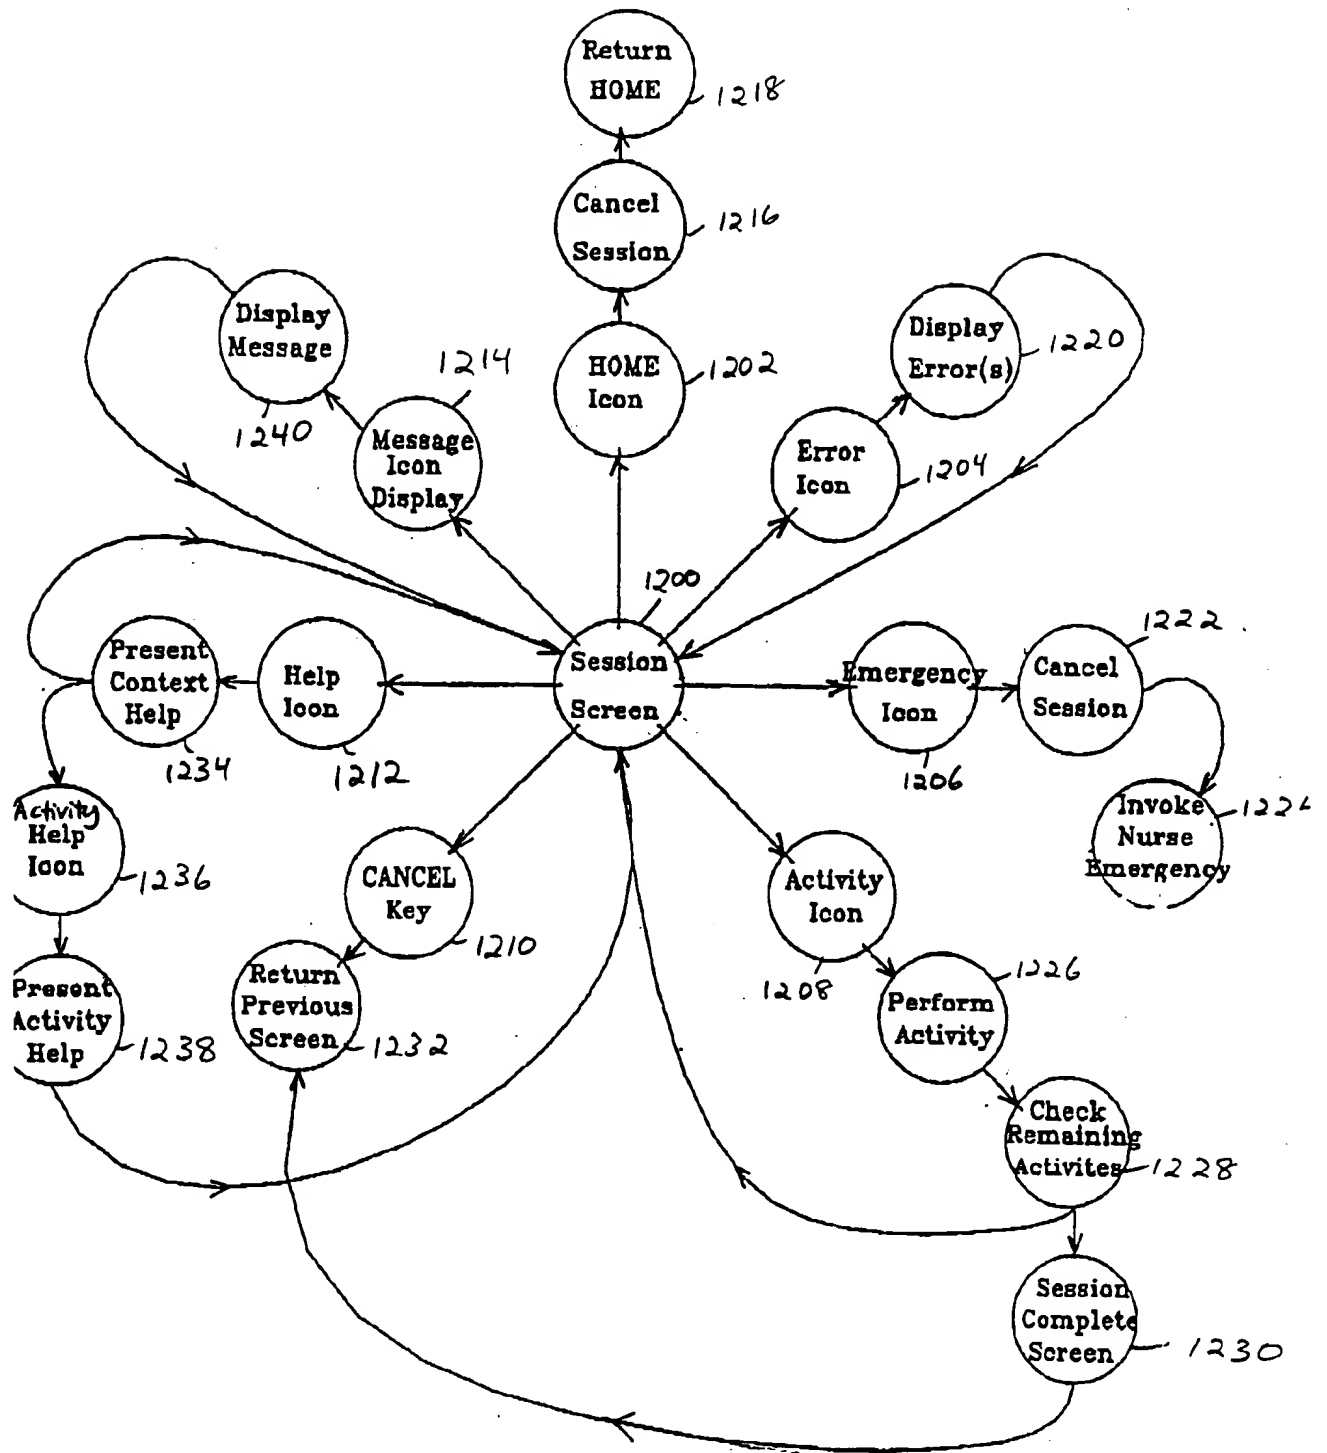 Return
HOME
1218
Cancel
Session
1216
HOME
Icon
1202
Display
Message
1240
Message
Icon
Display
1214
Display
Error(s)
1220
Error
Icon
1204
1200
Session
Screen
Present
Context
Help
1234
Help
Icon
1212
Emergency
Icon
1206
Cancel
Session
1222
Invoke
Nurse
Emergency
Activity
Help
Icon
1236
CANCEL
Key
1210
Activity
Icon
1208
Return
Previous
Screen
1232
Perform
Activity
1226
Present
Activity
Help
1238
Check
Remaining
Activites
1228
Session
Complete
Screen
1230